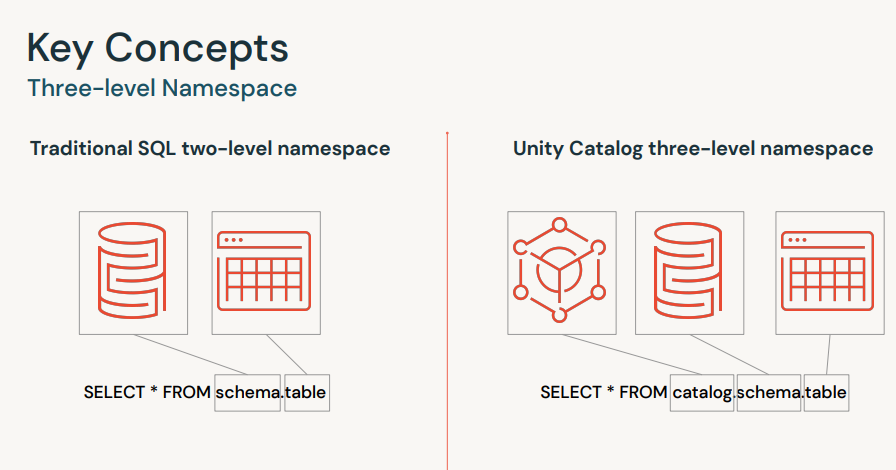 Key Concepts
Three-level Namespace
Traditional SQL two-level namespace
SELECT * FROM schema.table
Unity Catalog three-level namespace
SELECT * FROM catalog.schema.table